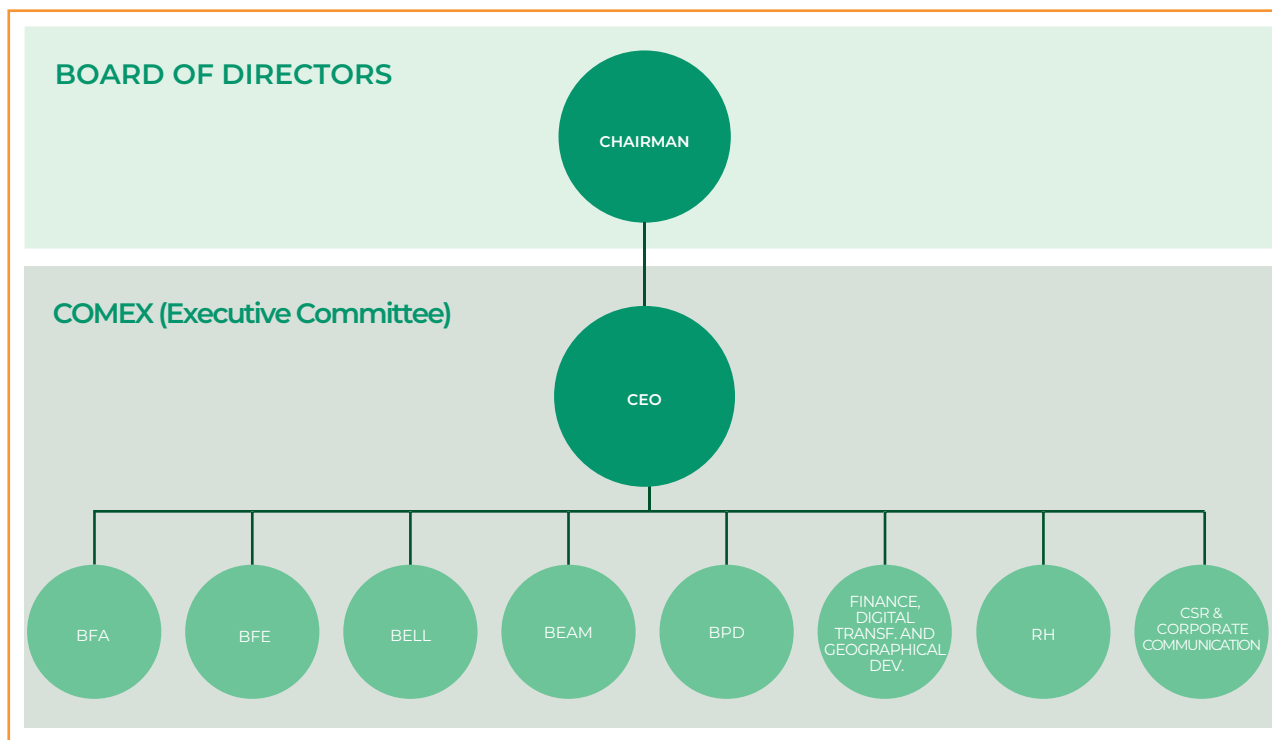 BOARD OF DIRECTORS
CHAIRMAN
COMEX (Executive Committee)
CEO
BFA
BFE
BELL
BEAM
BPD
FINANCE,
DIGITAL
TRANSF. AND
GEOGRAPHICAL
DEV.
RH
CSR &
CORPORATE
COMMUNICATION